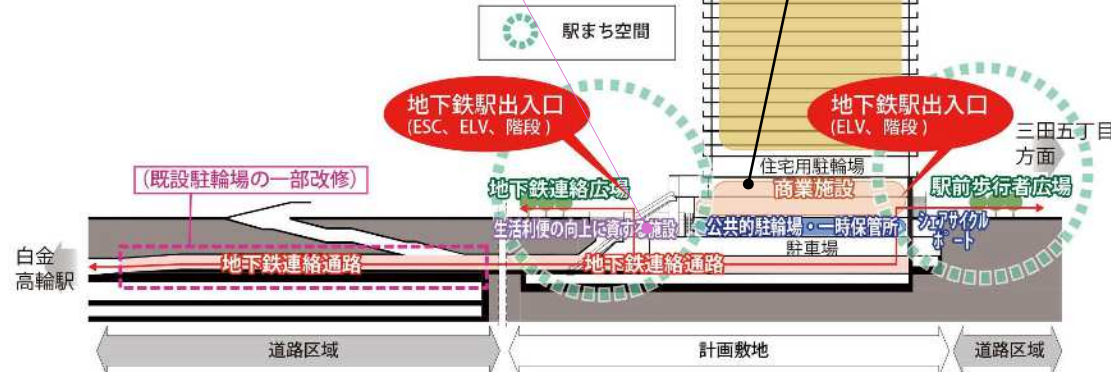 駅まち空間
地下鉄駅出入口
(ESC、ELV、階段)
地下鉄駅出入口
(ELV、階段)
三田五丁目
方面
住宅用駐輪場
(既設駐輪場の一部改修)
地下鉄連絡広場
商業施設
駅前歩行者広場
生活利便の向上に資する施設
公共的駐輪場・一時保管所
シェアサイクル
ポート
駐車場
白金
高輪駅
地下鉄連絡通路
地下鉄連絡通路
道路区域
計画敷地
道路区域